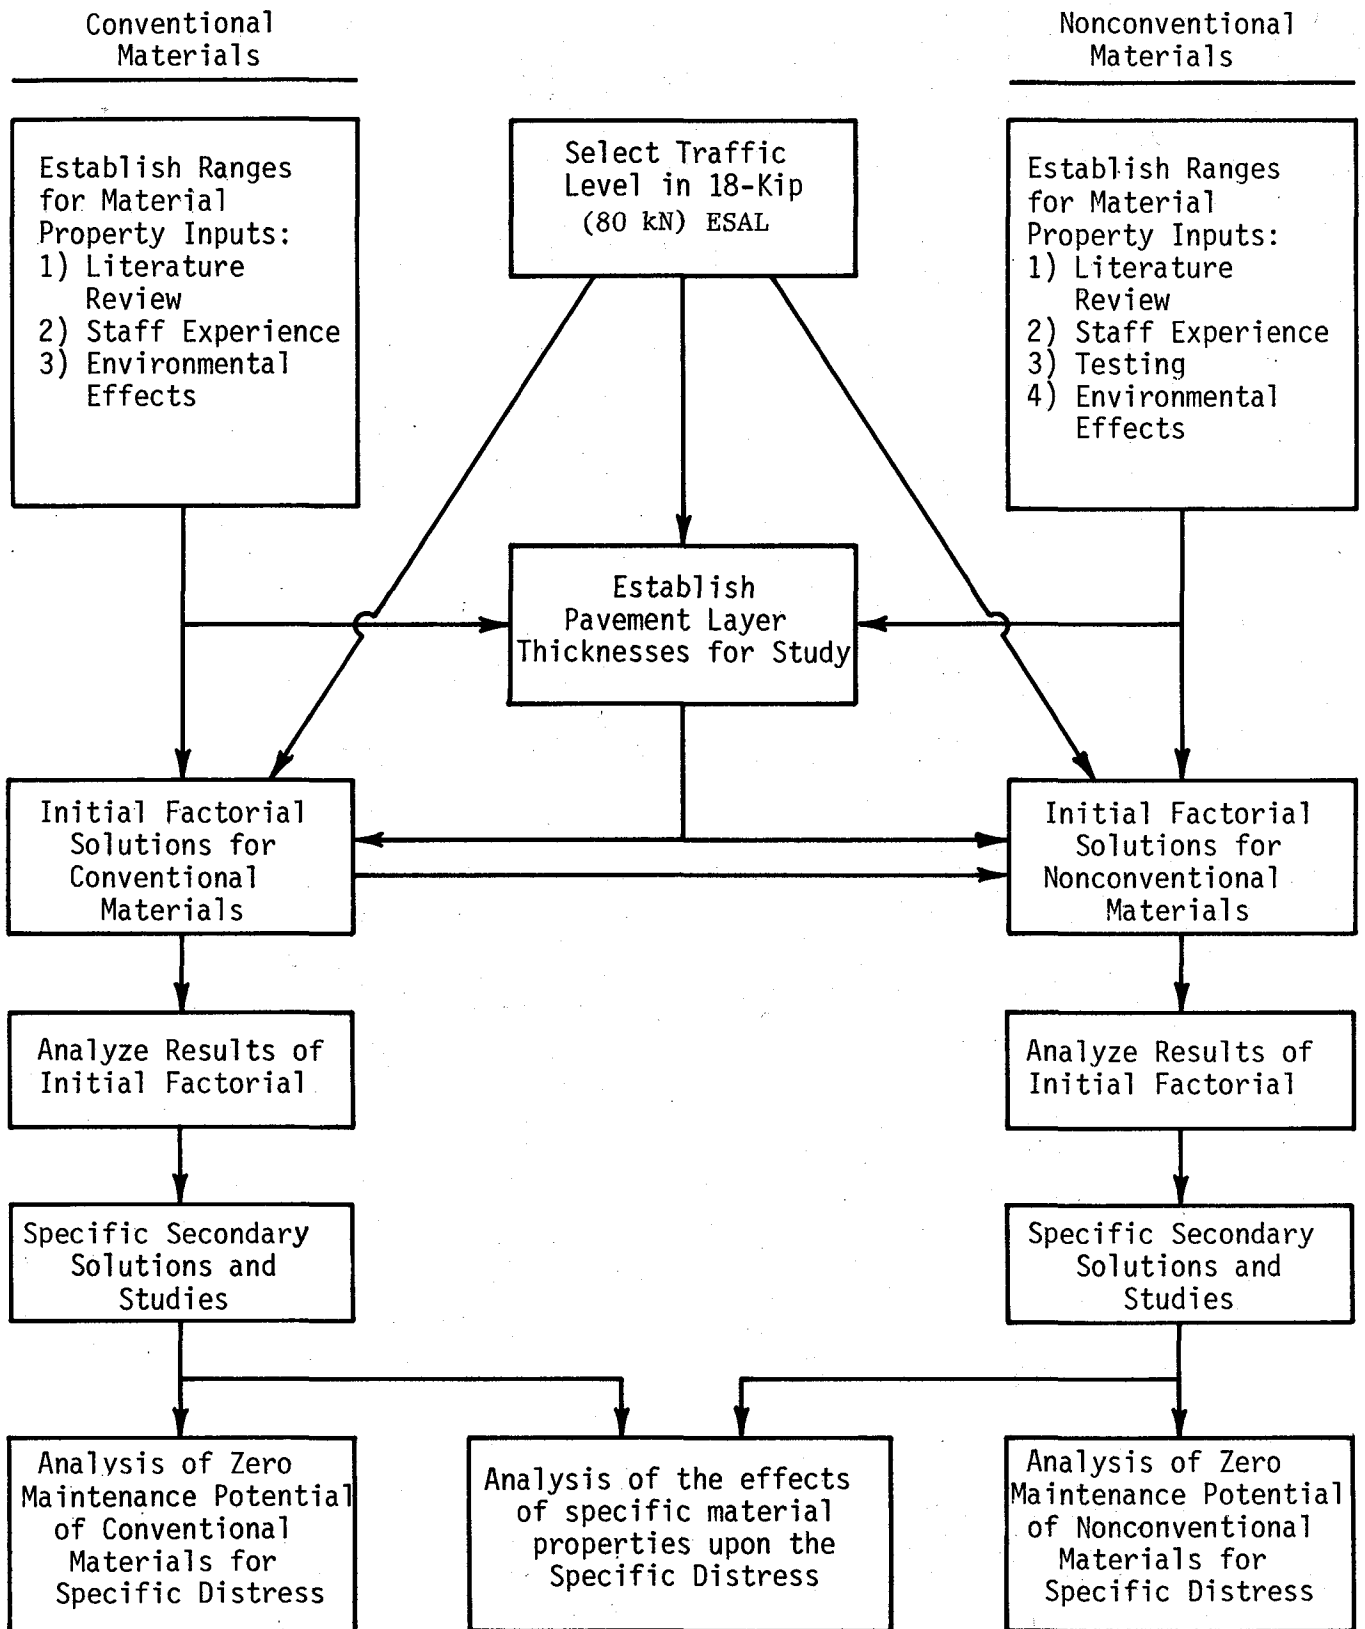 Conventional
Materials
Nonconventional
Materials
Establish Ranges
for Material
Property Inputs:
1) Literature
Review
2) Staff Experience
3) Environmental
Effects
Select Traffic
Level in 18-Kip
(80 kN) ESAL
Establish Ranges
for Material
Property Inputs:
1) Literature
Review
2) Staff Experience
3) Testing
4) Environmental
Effects
Establish
Pavement Layer
Thicknesses for Study
Initial Factorial
Solutions for
Conventional
Materials
Initial Factorial
Solutions for
Nonconventional
Materials
Analyze Results of
Initial Factorial
Analyze Results of
Initial Factorial
Specific Secondary
Solutions and
Studies
Specific Secondary
Solutions and
Studies
Analysis of Zero
Maintenance Potential
of Conventional
Materials for
Specific Distress
Analysis of the effects
of specific material
properties upon the
Specific Distress
Analysis of Zero
Maintenance Potential
of Nonconventional
Materials for
Specific Distress